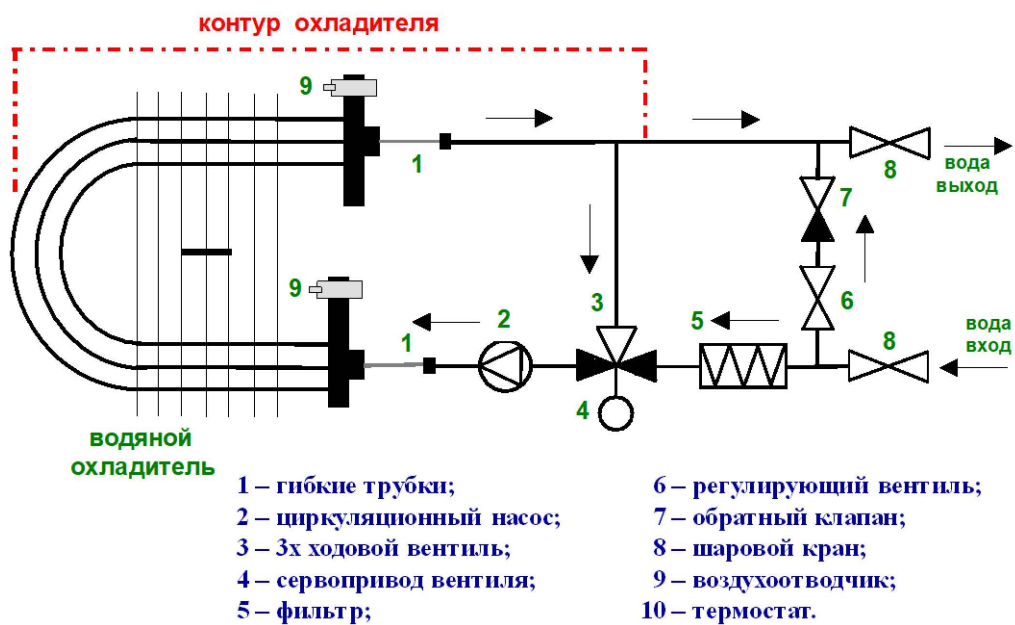 контур охладителя
9
1
8
вода
выход
7
9
3
6
5
2
вода
вход
1
8
4
водяной
охладитель
1 – гибкие трубки;
2 – циркуляционный насос;
3 – 3х ходовой вентиль;
4 – сервопривод вентиля;
5 – фильтр;
6 – регулирующий вентиль;
7 – обратный клапан;
8 – шаровой кран;
9 – воздухоотводчик;
10 – термостат.